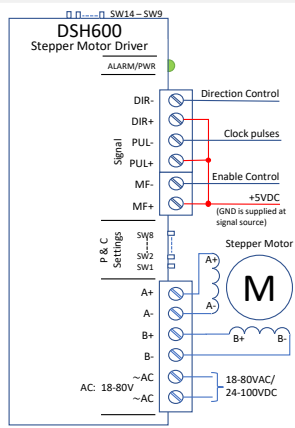 SW14 – SW9
DSH600
Stepper Motor Driver
ALARM/PWR
DIR-
Direction Control
DIR+
Signal
PUL-
Clock pulses
PUL+
MF-
Enable Control
MF+
+5VDC
(GND is supplied at
signal source)
P & C
Settings
SW8
SW2
SW1
Stepper Motor
A+
A+
M
A-
A-
B+
B+
B-
B-
~AC
18-80VAC/
AC: 18-80V
24-100VDC
~AC